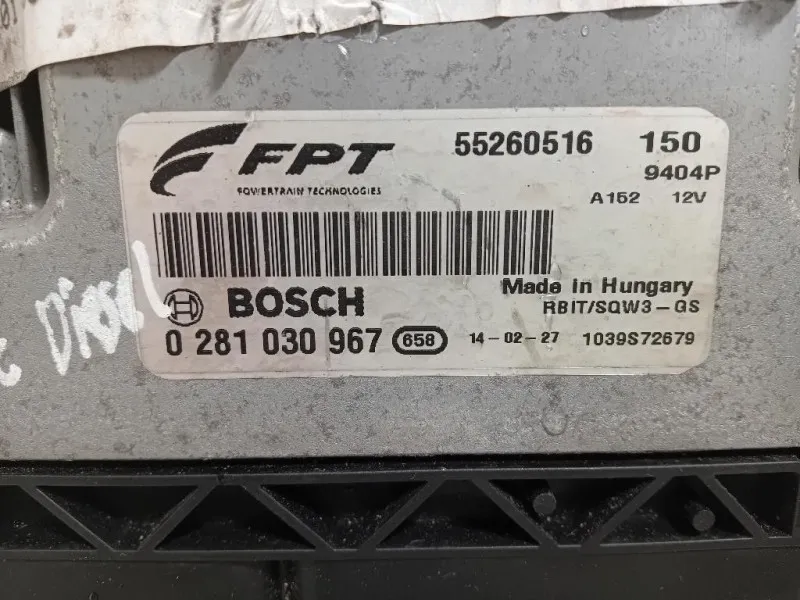 FPT 55260516 150
POWERTRAIN TECHNOLOGIES 9404P
A152 12V
Made in Hungary
BOSCH RBIT/SQW3-GS
0 281 030 967 658 14-02-27 1039S72679
Diesel